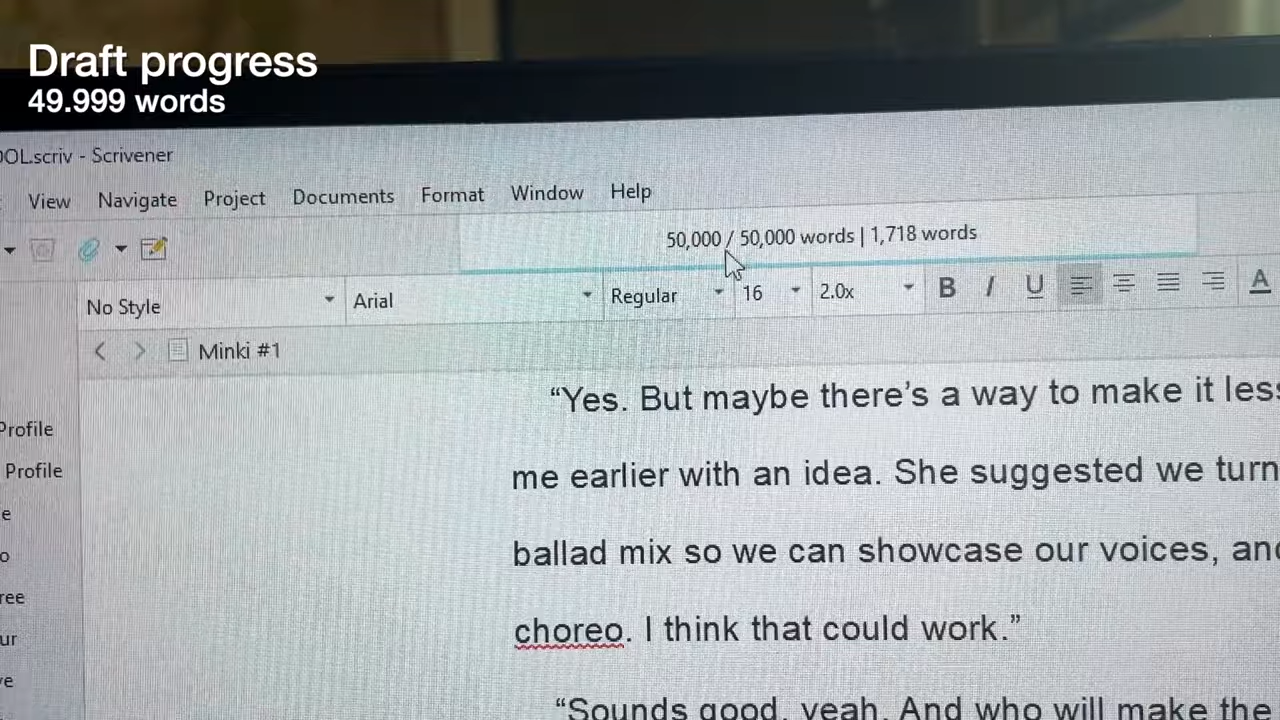 Draft progress
49.999 words
OOL.scriv - Scrivener
View Navigate Project Documents Format Window Help
50,000 / 50,000 words | 1,718 words
No Style Arial Regular 16 2.0x B I U A
Minki #1
Profile
Profile
“Yes. But maybe there’s a way to make it less
me earlier with an idea. She suggested we turn
ballad mix so we can showcase our voices, and
choreo. I think that could work.”
“Sounds good, yeah. And who will make the